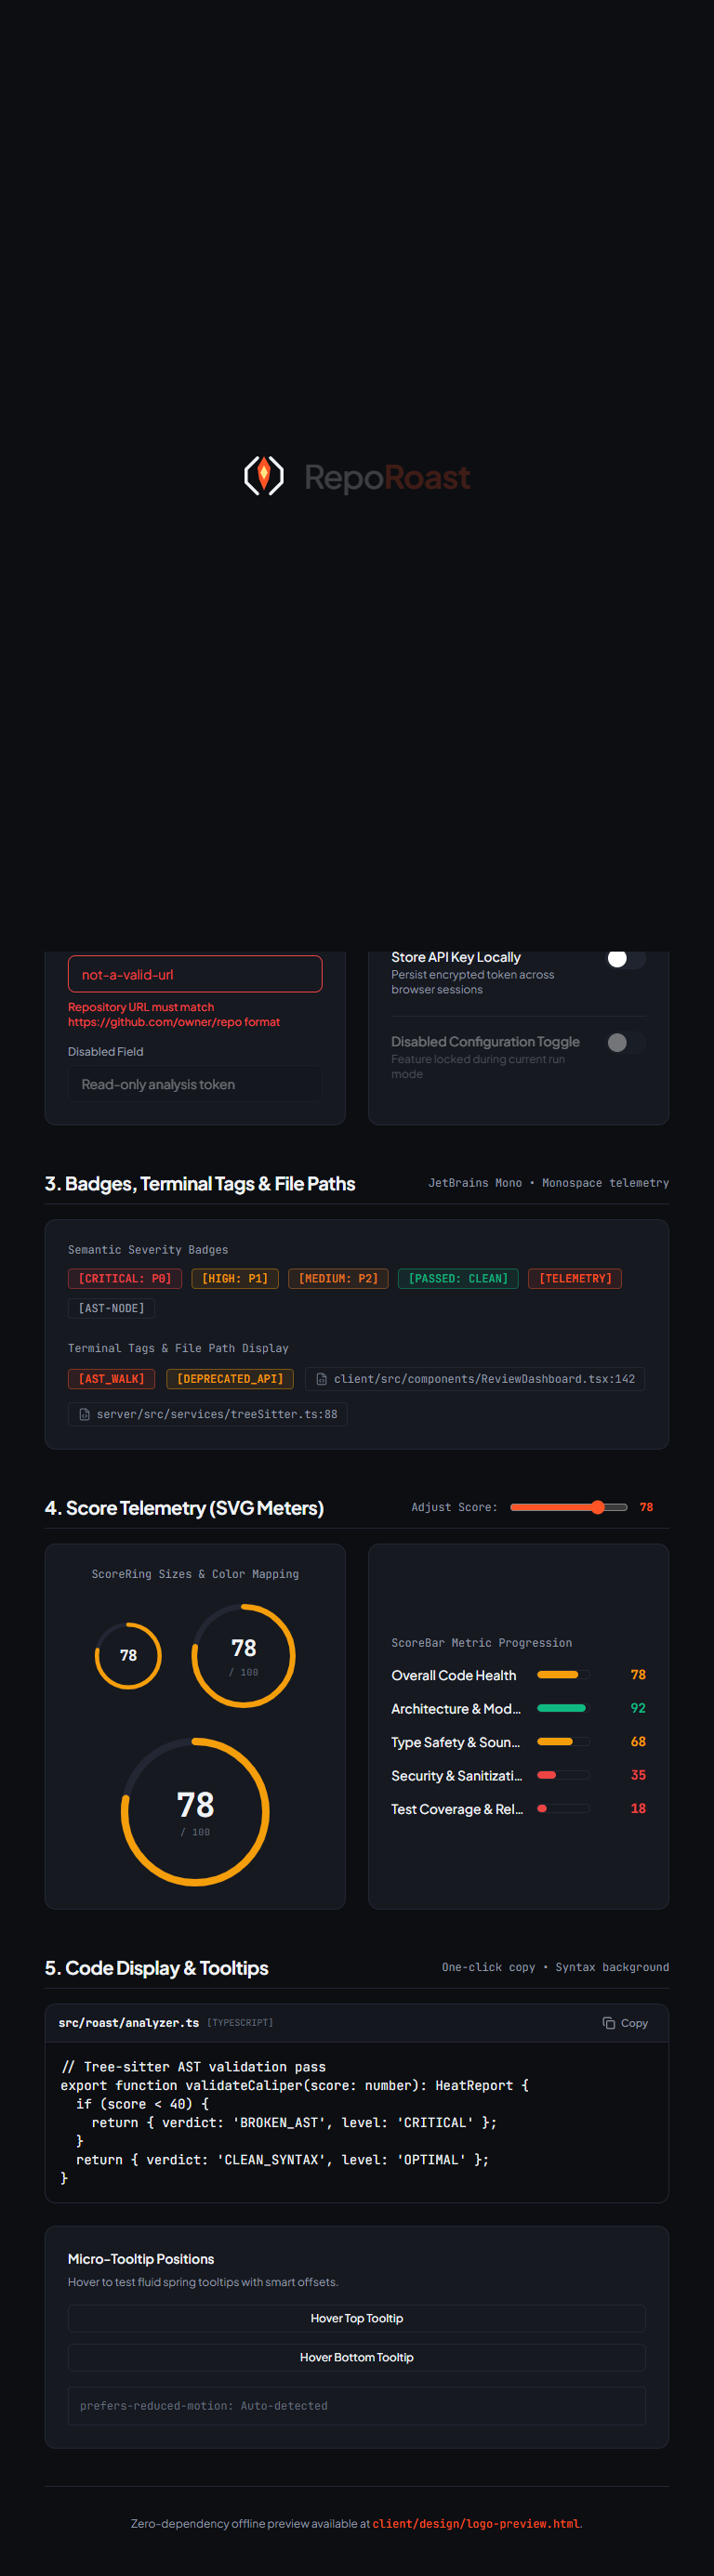 RepoRoast
not-a-valid-url
Repository URL must match
https://github.com/owner/repo format
Disabled Field
Read-only analysis token
Store API Key Locally
Persist encrypted token across
browser sessions
Disabled Configuration Toggle
Feature locked during current run
mode
3. Badges, Terminal Tags & File Paths
JetBrains Mono • Monospace telemetry
Semantic Severity Badges
[CRITICAL: P0] [HIGH: P1] [MEDIUM: P2] [PASSED: CLEAN] [TELEMETRY]
[AST-NODE]
Terminal Tags & File Path Display
[AST_WALK] [DEPRECATED_API] client/src/components/ReviewDashboard.tsx:142
server/src/services/treeSitter.ts:88
4. Score Telemetry (SVG Meters)
Adjust Score: 78
ScoreRing Sizes & Color Mapping
78
78
/ 100
78
/ 100
ScoreBar Metric Progression
Overall Code Health 78
Architecture & Mod... 92
Type Safety & Soun... 68
Security & Sanitizati... 35
Test Coverage & Rel... 18
5. Code Display & Tooltips
One-click copy • Syntax background
src/roast/analyzer.ts [TYPESCRIPT]
Copy
// Tree-sitter AST validation pass
export function validateCaliper(score: number): HeatReport {
  if (score < 40) {
    return { verdict: 'BROKEN_AST', level: 'CRITICAL' };
  }
  return { verdict: 'CLEAN_SYNTAX', level: 'OPTIMAL' };
}
Micro-Tooltip Positions
Hover to test fluid spring tooltips with smart offsets.
Hover Top Tooltip
Hover Bottom Tooltip
prefers-reduced-motion: Auto-detected
Zero-dependency offline preview available at client/design/logo-preview.html.